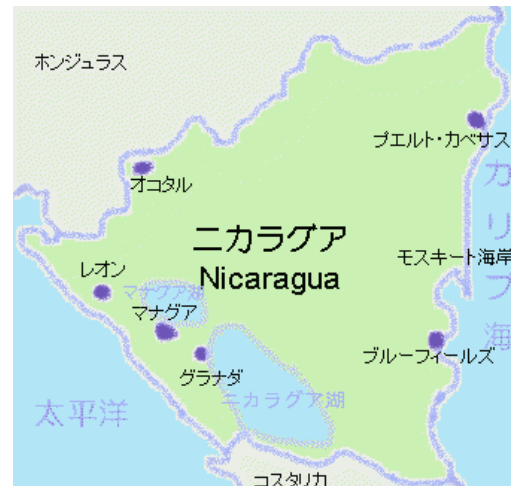 ホンジュラス
プエルト・カベサス
オコタル
カリブ海
ニカラグア
Nicaragua
モスキート海岸
レオン
マナグア湖
マナグア
ブルーフィールズ
グラナダ
ニカラグア湖
太平洋
コスタリカ